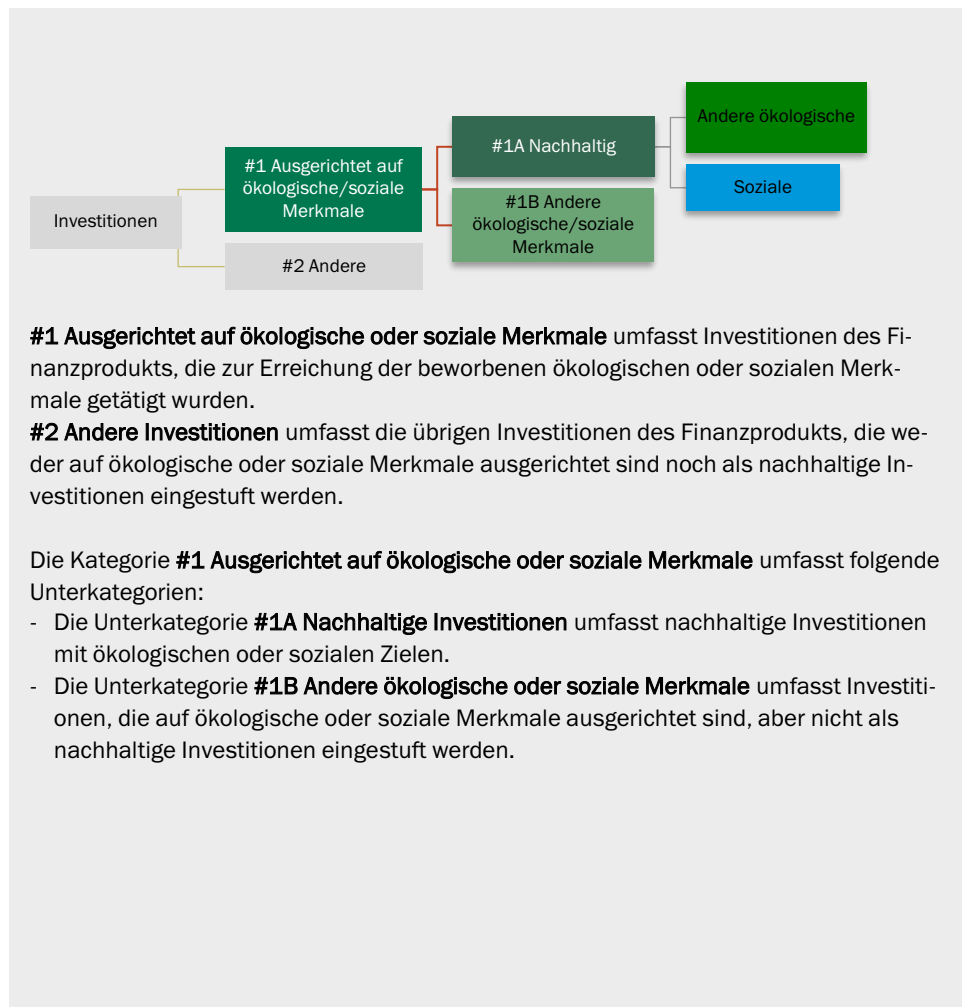 Andere ökologische
#1A Nachhaltig
#1 Ausgerichtet auf
ökologische/soziale
Merkmale
Soziale
#1B Andere
ökologische/soziale
Merkmale
Investitionen
#2 Andere
#1 Ausgerichtet auf ökologische oder soziale Merkmale umfasst Investitionen des Fi-
nanzprodukts, die zur Erreichung der beworbenen ökologischen oder sozialen Merk-
male getätigt wurden.
#2 Andere Investitionen umfasst die übrigen Investitionen des Finanzprodukts, die we-
der auf ökologische oder soziale Merkmale ausgerichtet sind noch als nachhaltige In-
vestitionen eingestuft werden.
Die Kategorie #1 Ausgerichtet auf ökologische oder soziale Merkmale umfasst folgende
Unterkategorien:
- Die Unterkategorie #1A Nachhaltige Investitionen umfasst nachhaltige Investitionen
mit ökologischen oder sozialen Zielen.
- Die Unterkategorie #1B Andere ökologische oder soziale Merkmale umfasst Investiti-
onen, die auf ökologische oder soziale Merkmale ausgerichtet sind, aber nicht als
nachhaltige Investitionen eingestuft werden.